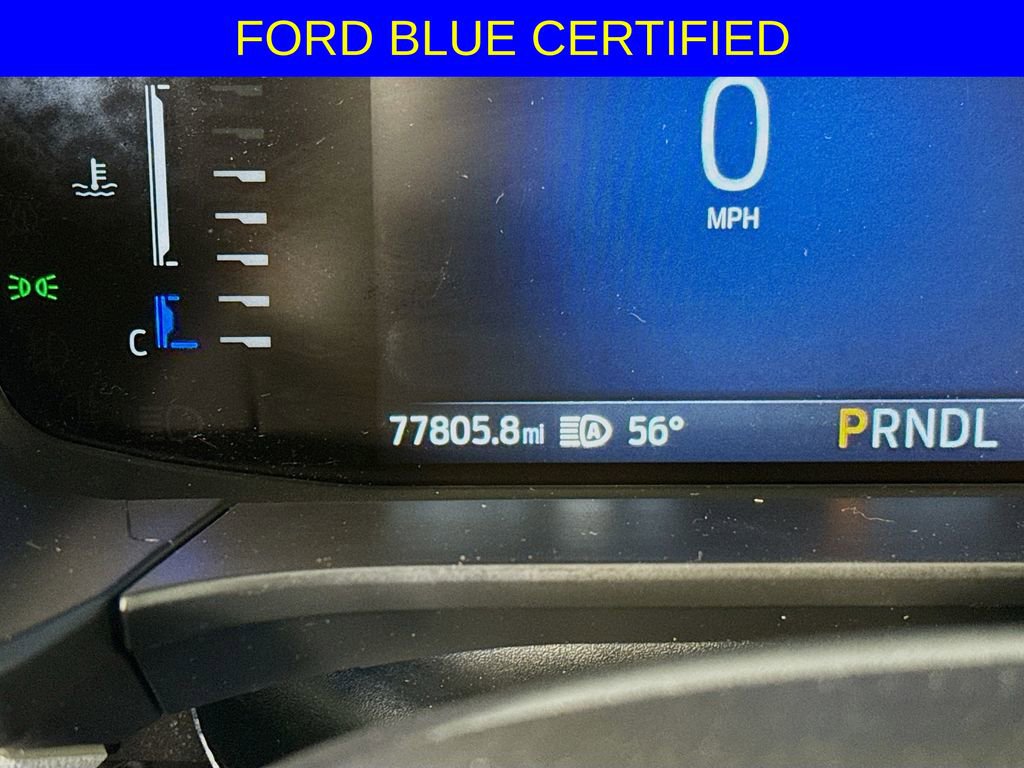 FORD BLUE CERTIFIED
0
MPH
C
77805.8mi A 56°
PRNDL